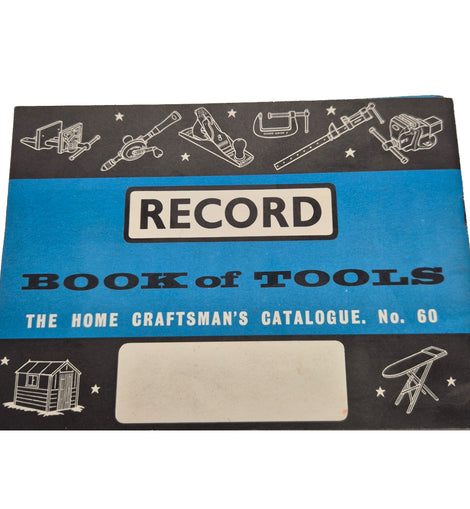 RECORD
BOOK of TOOLS
THE HOME CRAFTSMAN'S CATALOGUE. No. 60